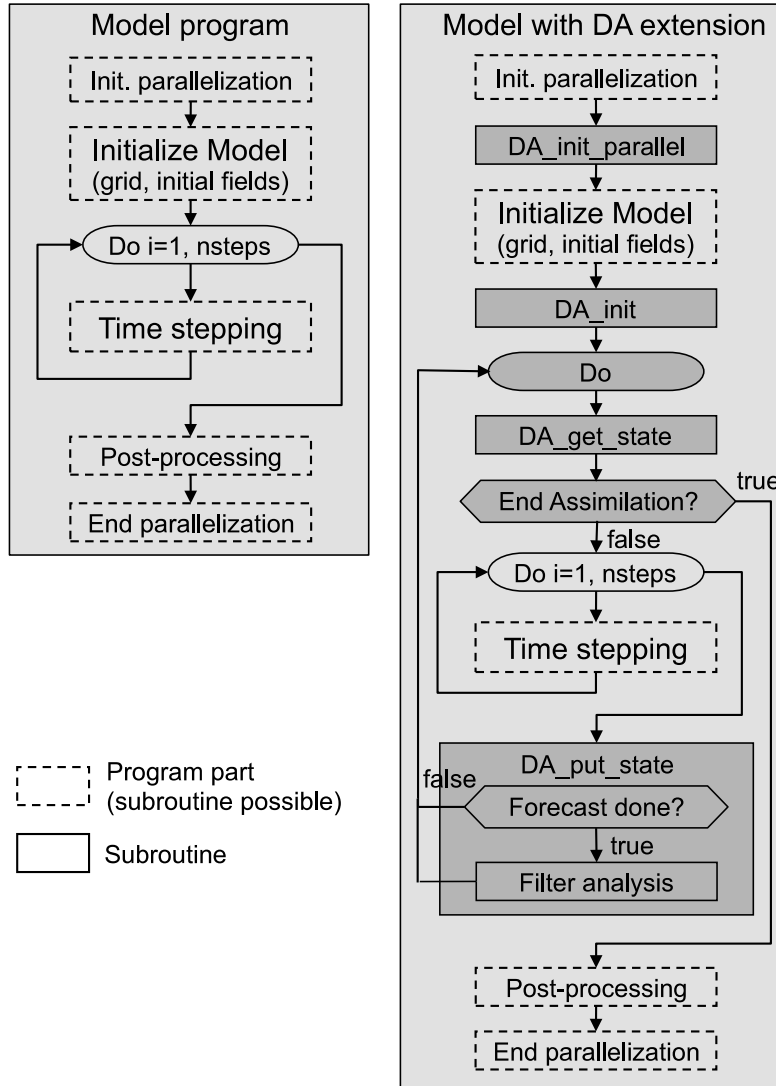 Model program
Init. parallelization
Initialize Model
(grid, initial fields)
Do i=1, nsteps
Time stepping
Post-processing
End parallelization
Program part
(subroutine possible)
Subroutine
Model with DA extension
Init. parallelization
DA_init_parallel
Initialize Model
(grid, initial fields)
DA_init
Do
DA_get_state
End Assimilation?
true
false
Do i=1, nsteps
Time stepping
DA_put_state
false
Forecast done?
true
Filter analysis
Post-processing
End parallelization